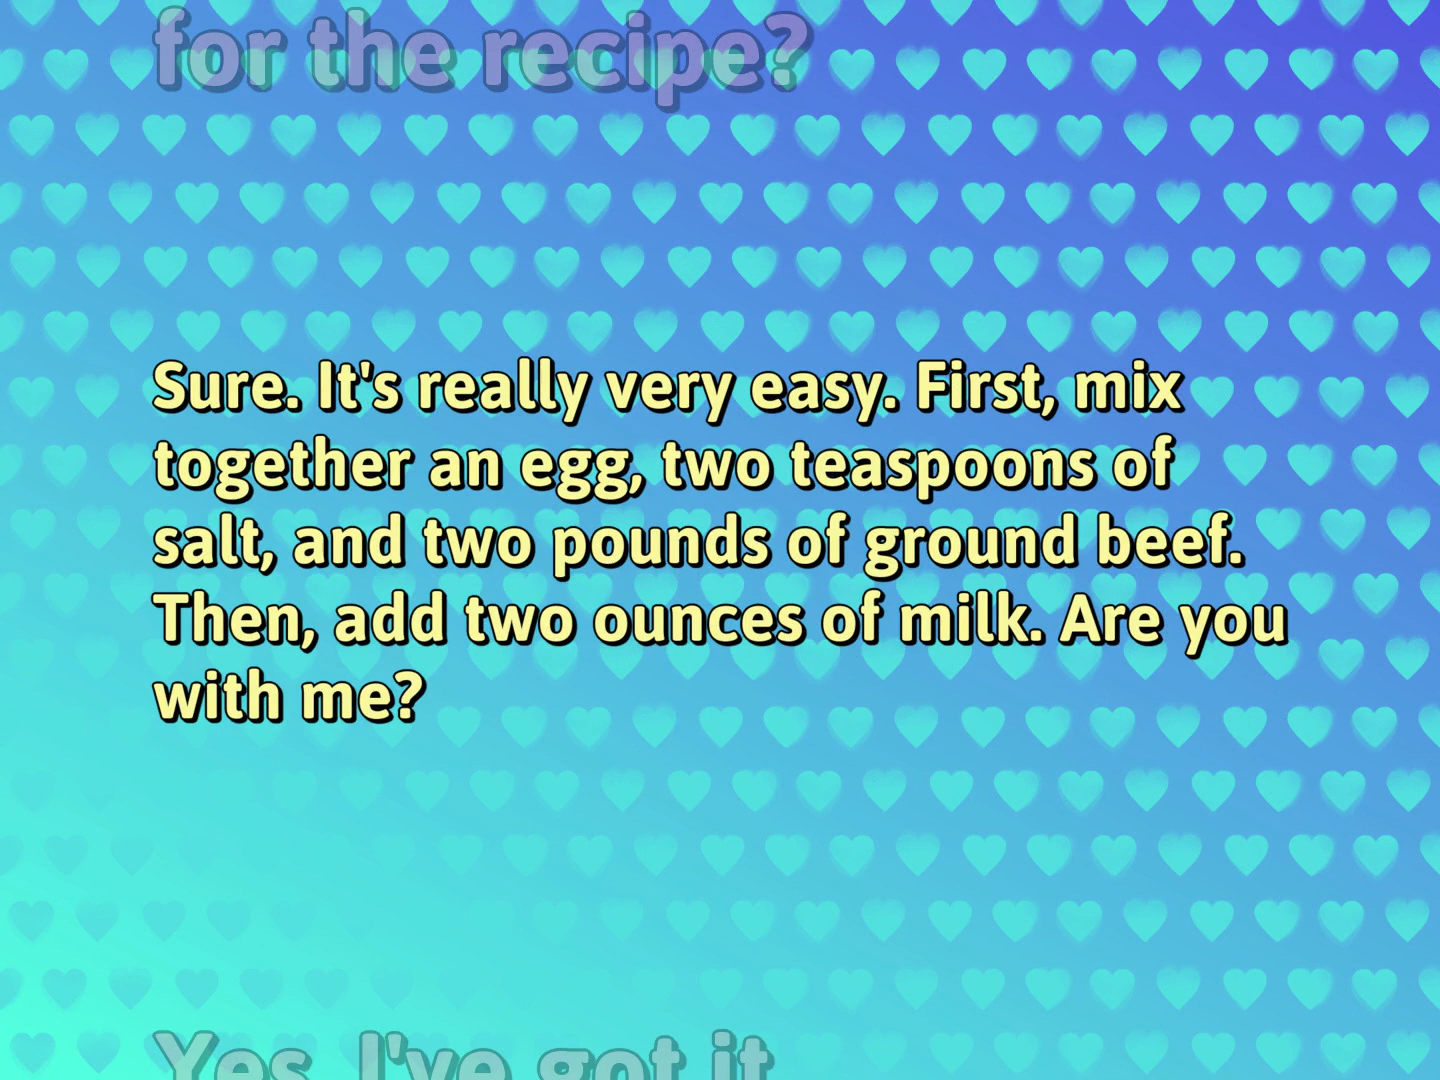 for the recipe?
Sure. It's really very easy. First, mix
together an egg, two teaspoons of
salt, and two pounds of ground beef.
Then, add two ounces of milk. Are you
with me?
Yes, I've got it